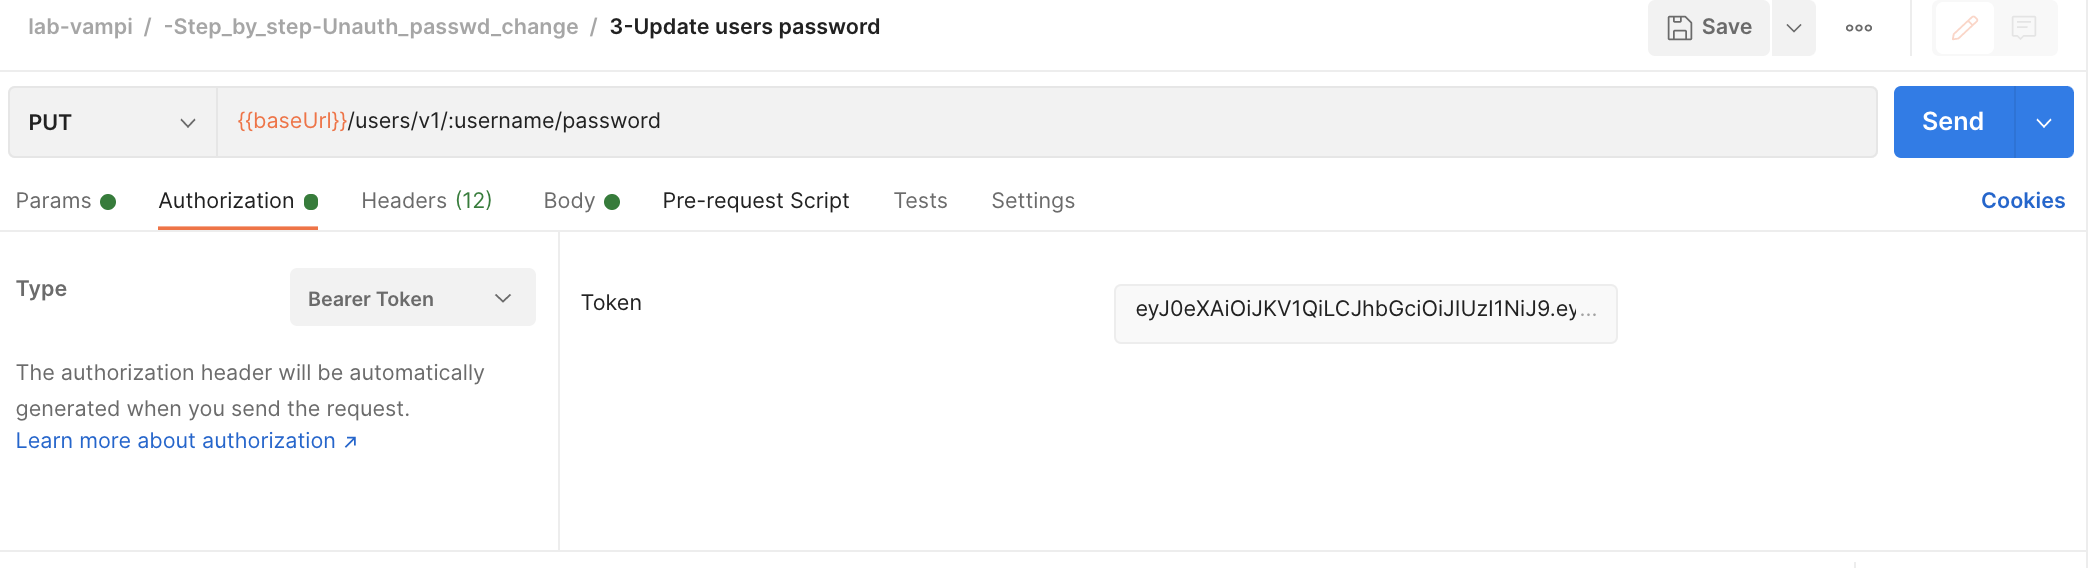 lab-vampi / -Step_by_step-Unauth_passwd_change / 3-Update users password
Save
PUT
{{baseUrl}}/users/v1/:username/password
Send
Params
Authorization
Headers (12)
Body
Pre-request Script
Tests
Settings
Cookies
Type
Bearer Token
The authorization header will be automatically
generated when you send the request.
Learn more about authorization ↗
Token
eyJ0eXAiOiJKV1QiLCJhbGciOiJIUzI1NiJ9.ey...